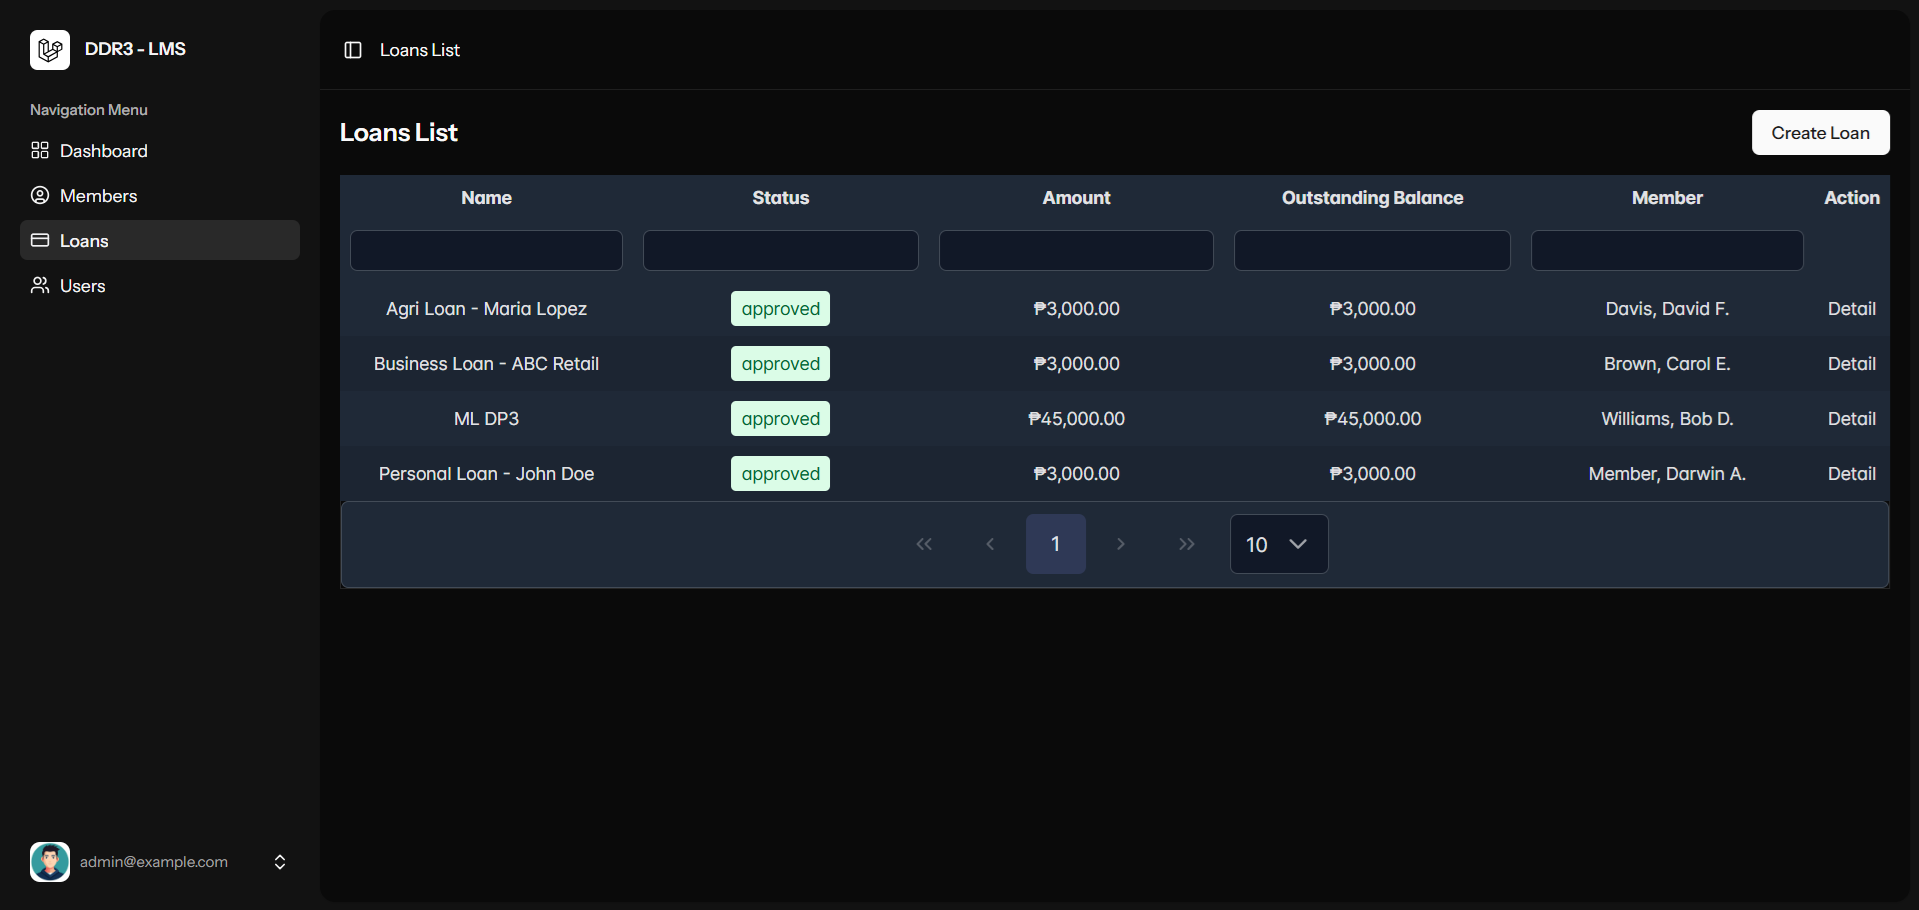 DDR3 - LMS
Loans List
Navigation Menu
Dashboard
Members
Loans
Users
Loans List
Create Loan
Name Status Amount Outstanding Balance Member Action
Agri Loan - Maria Lopez approved ₱3,000.00 ₱3,000.00 Davis, David F. Detail
Business Loan - ABC Retail approved ₱3,000.00 ₱3,000.00 Brown, Carol E. Detail
ML DP3 approved ₱45,000.00 ₱45,000.00 Williams, Bob D. Detail
Personal Loan - John Doe approved ₱3,000.00 ₱3,000.00 Member, Darwin A. Detail
1 10
admin@example.com